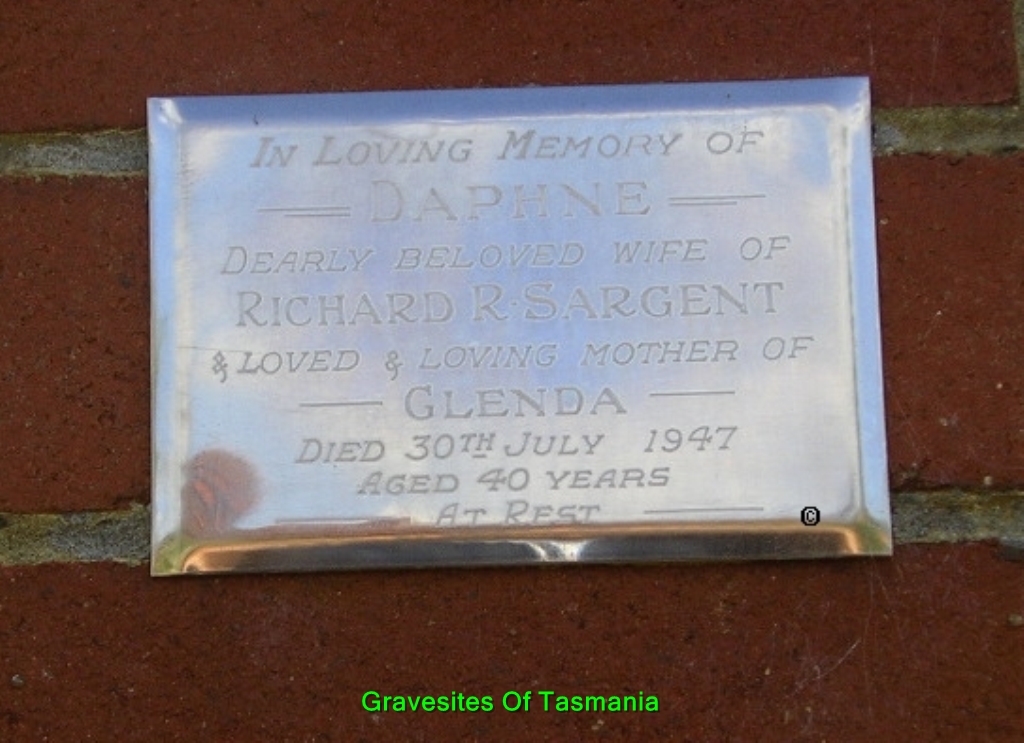 In Loving Memory of
Daphne
Dearly beloved wife of
Richard R. Sargent
& loved & loving mother of
Glenda
Died 30th July 1947
Aged 40 years
At Rest
©
Gravesites Of Tasmania